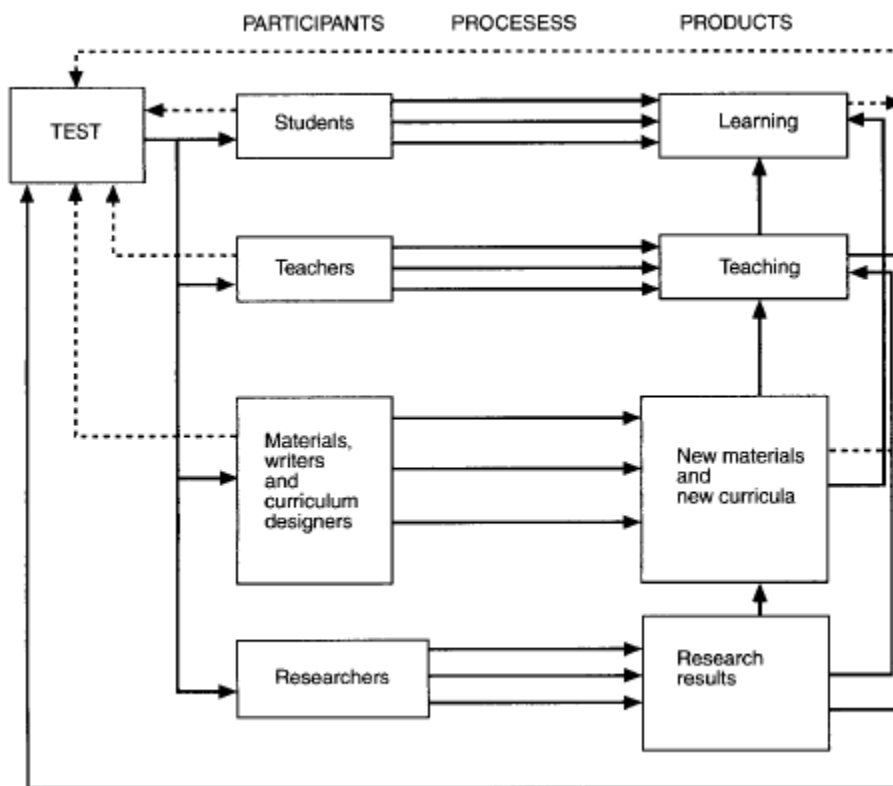 PARTICIPANTS PROCESESS PRODUCTS
TEST
Students
Learning
Teachers
Teaching
Materials,
writers
and
curriculum
designers
New materials
and
new curricula
Researchers
Research
results